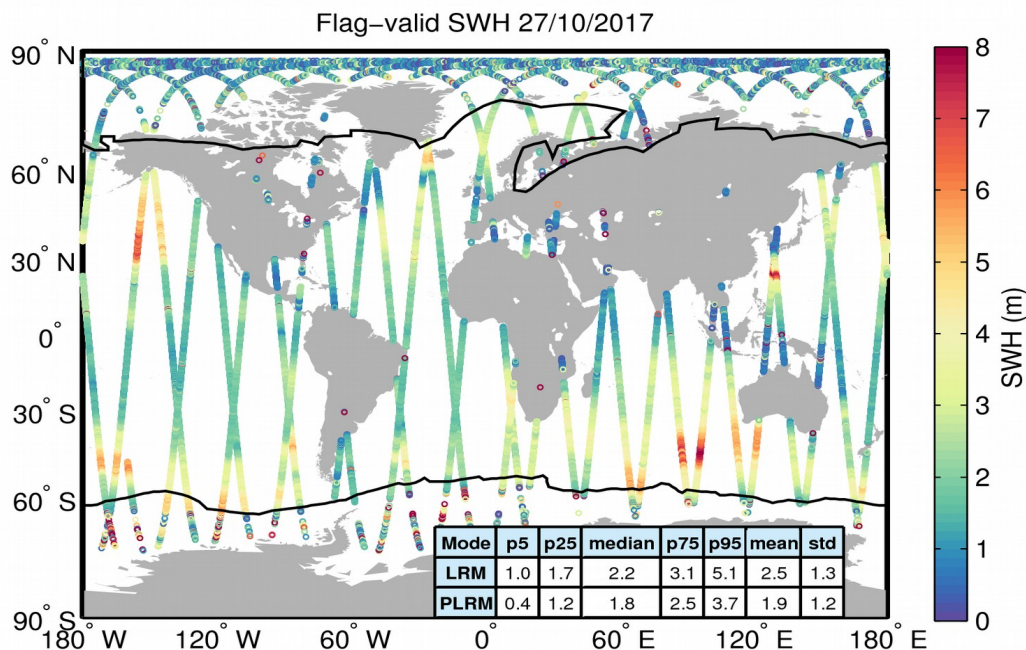 Flag−valid SWH 27/10/2017
90° N
60° N
30° N
0°
30° S
60° S
90° S
180° W
120° W
60° W
0°
60° E
120° E
180° E
8
7
6
5
4
3
2
1
0
SWH (m)
Mode p5 p25 median p75 p95 mean std
LRM 1.0 1.7 2.2 3.1 5.1 2.5 1.3
PLRM 0.4 1.2 1.8 2.5 3.7 1.9 1.2